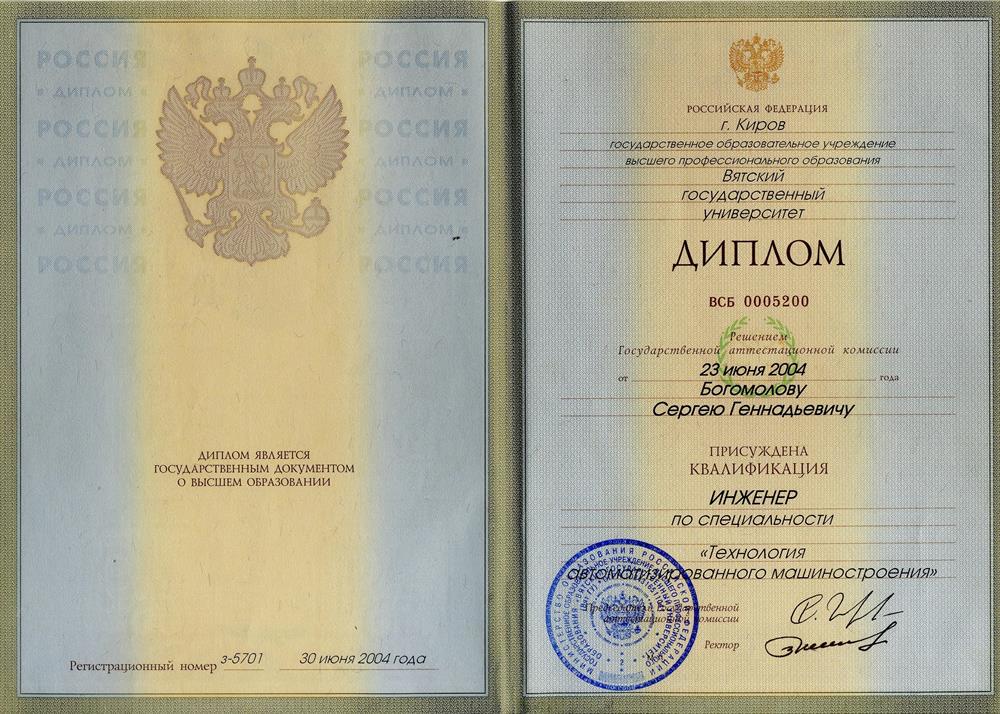 РОССИЯ РОССИЯ
ДИПЛОМ ДИПЛОМ
РОССИЯ РОССИЯ
ДИПЛОМ ДИПЛОМ
РОССИЯ РОССИЯ
ДИПЛОМ ДИПЛОМ
РОССИЯ РОССИЯ
ДИПЛОМ ЯВЛЯЕТСЯ
ГОСУДАРСТВЕННЫМ ДОКУМЕНТОМ
О ВЫСШЕМ ОБРАЗОВАНИИ
Регистрационный номер з-5701 30 июня 2004 года
РОССИЙСКАЯ ФЕДЕРАЦИЯ
г. Киров
государственное образовательное учреждение
высшего профессионального образования
Вятский
государственный
университет
ДИПЛОМ
ВСБ 0005200
Решением
Государственной аттестационной комиссии
от 23 июня 2004 года
Богомолову
Сергею Геннадьевичу
ПРИСУЖДЕНА
КВАЛИФИКАЦИЯ
ИНЖЕНЕР
по специальности
«Технология
автоматизированного машиностроения»
Председатель Государственной
аттестационной комиссии
Ректор